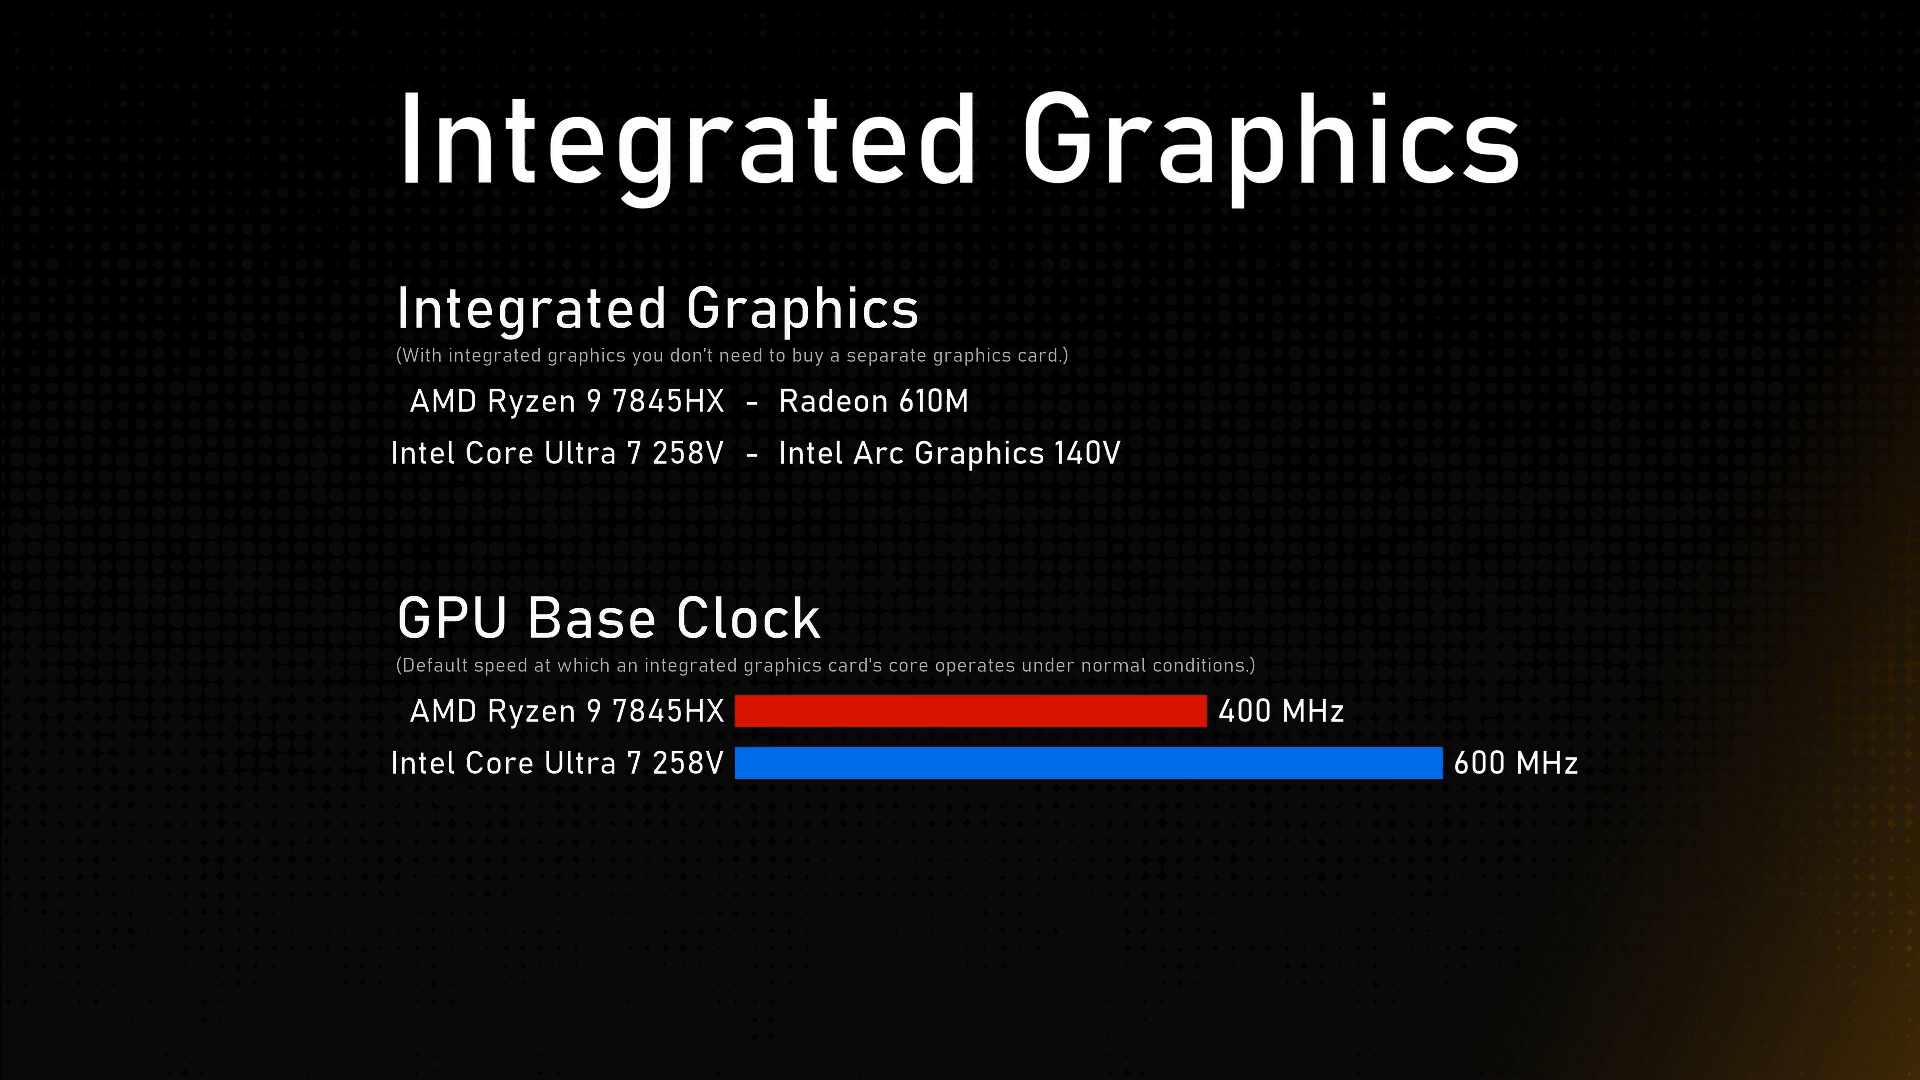 Integrated Graphics
Integrated Graphics
(With integrated graphics you don't need to buy a separate graphics card.)
AMD Ryzen 9 7845HX - Radeon 610M
Intel Core Ultra 7 258V - Intel Arc Graphics 140V
GPU Base Clock
(Default speed at which an integrated graphics card's core operates under normal conditions.)
AMD Ryzen 9 7845HX 400 MHz
Intel Core Ultra 7 258V 600 MHz